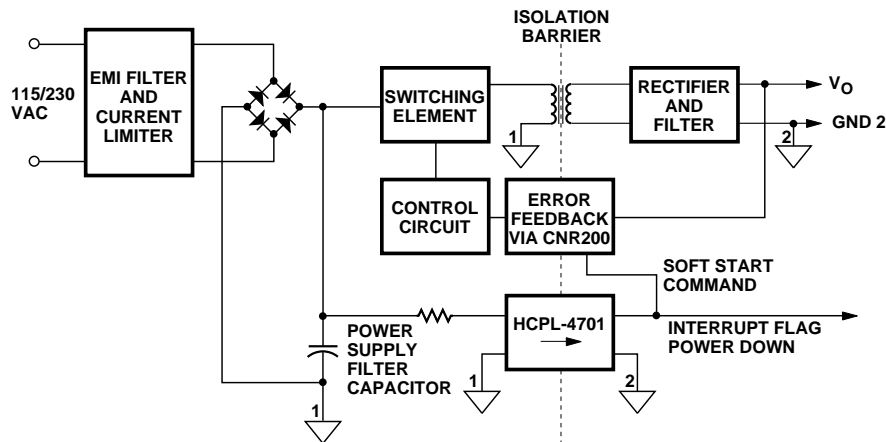 ISOLATION
BARRIER
115/230
VAC
EMI FILTER
AND
CURRENT
LIMITER
SWITCHING
ELEMENT
1
RECTIFIER
AND
FILTER
V_O
GND 2
2
CONTROL
CIRCUIT
ERROR
FEEDBACK
VIA CNR200
SOFT START
COMMAND
POWER
SUPPLY
FILTER
CAPACITOR
HCPL-4701
INTERRUPT FLAG
POWER DOWN
1
1
2